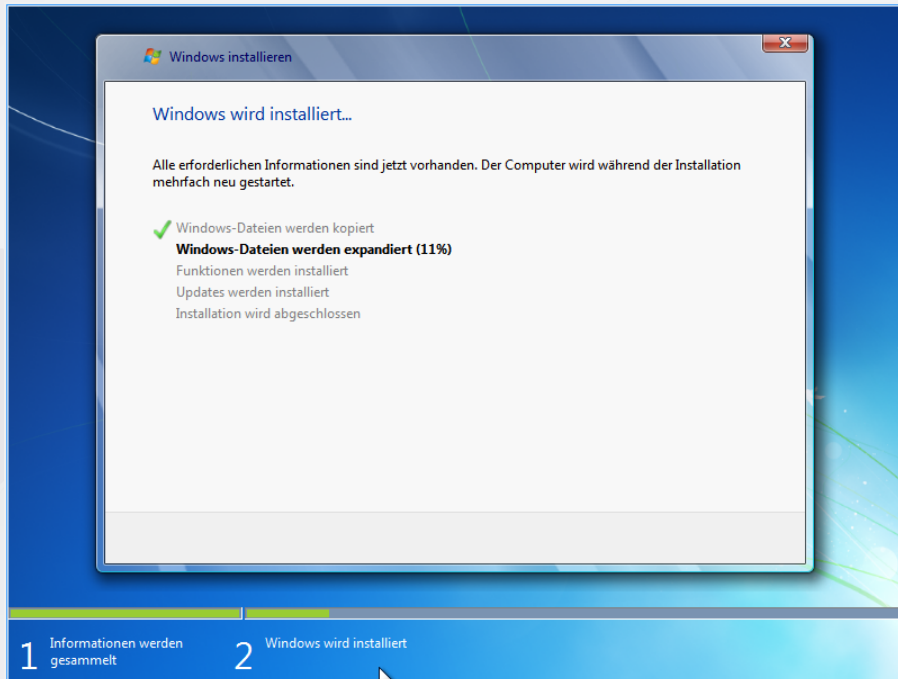 Windows installieren
Windows wird installiert...
Alle erforderlichen Informationen sind jetzt vorhanden. Der Computer wird während der Installation
mehrfach neu gestartet.
Windows-Dateien werden kopiert
Windows-Dateien werden expandiert (11%)
Funktionen werden installiert
Updates werden installiert
Installation wird abgeschlossen
1 Informationen werden
gesammelt
2 Windows wird installiert